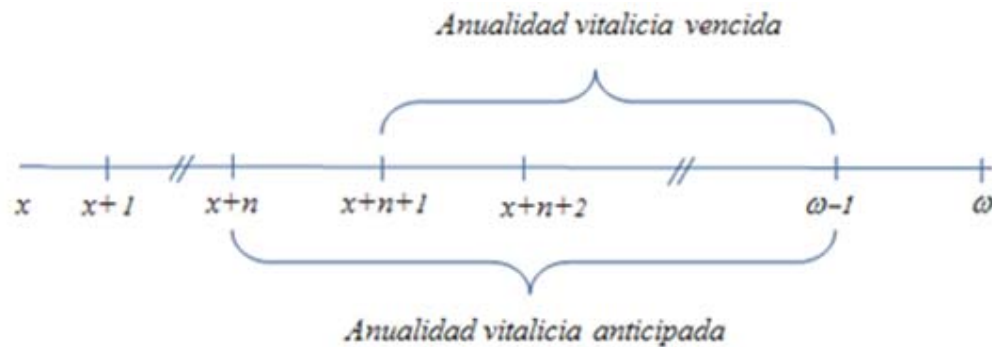 Anualidad vitalicia vencida
x x+1 x+n x+n+1 x+n+2 ω-1 ω
Anualidad vitalicia anticipada